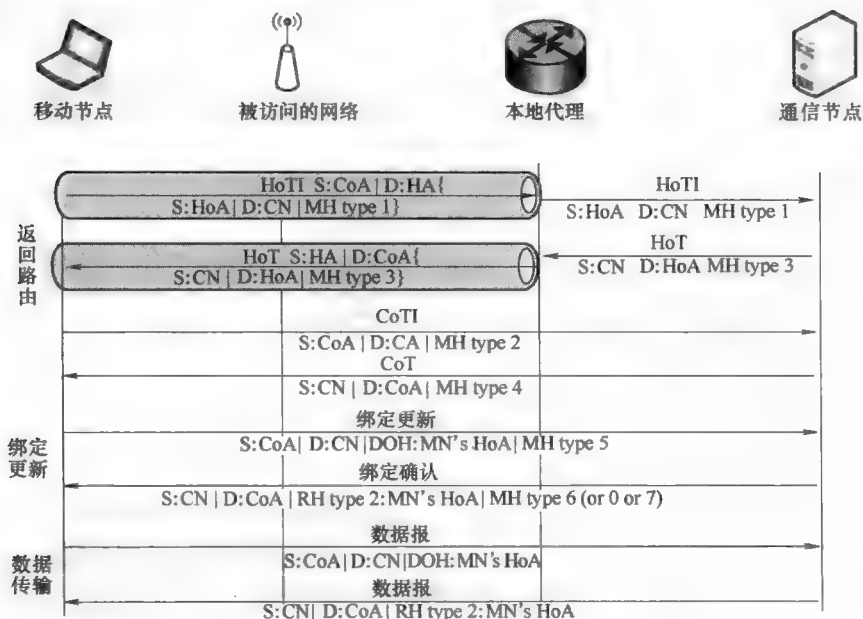 移动节点 被访问的网络 本地代理 通信节点
返回路由
HoTI S:CoA | D:HA{
S:HoA | D:CN | MH type 1}
HoTI
S:HoA D:CN MH type 1
HoT S:HA | D:CoA{
S:CN | D:HoA | MH type 3}
HoT
S:CN D:HoA MH type 3
CoTI
S:CoA | D:CA | MH type 2
CoT
S:CN | D:CoA | MH type 4
绑定更新
绑定更新
S:CoA | D:CN|DOH:MN's HoA| MH type 5
绑定确认
S:CN | D:CoA | RH type 2:MN's HoA| MH type 6 (or 0 or 7)
数据传输
数据报
S:CoA | D:CN|DOH:MN's HoA
数据报
S:CN| D:CoA | RH type 2:MN's HoA